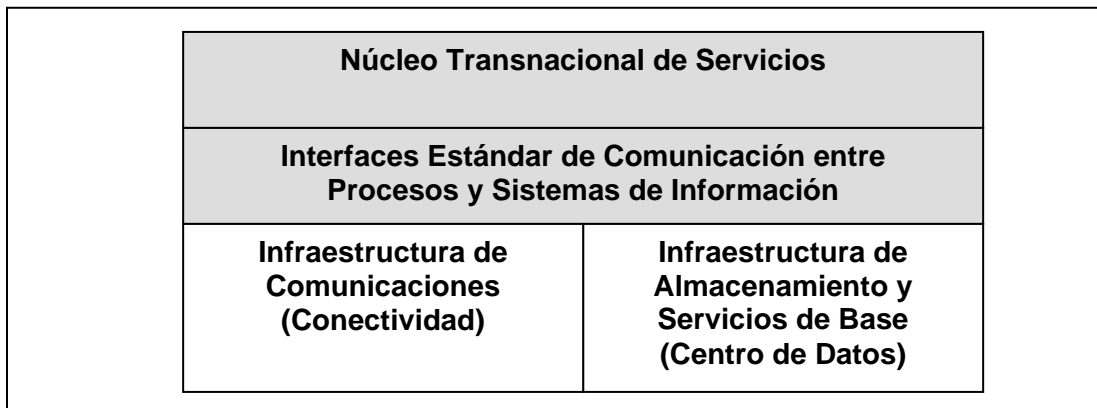 Núcleo Transnacional de Servicios
Interfaces Estándar de Comunicación entre
Procesos y Sistemas de Información
Infraestructura de
Comunicaciones
(Conectividad)
Infraestructura de
Almacenamiento y
Servicios de Base
(Centro de Datos)